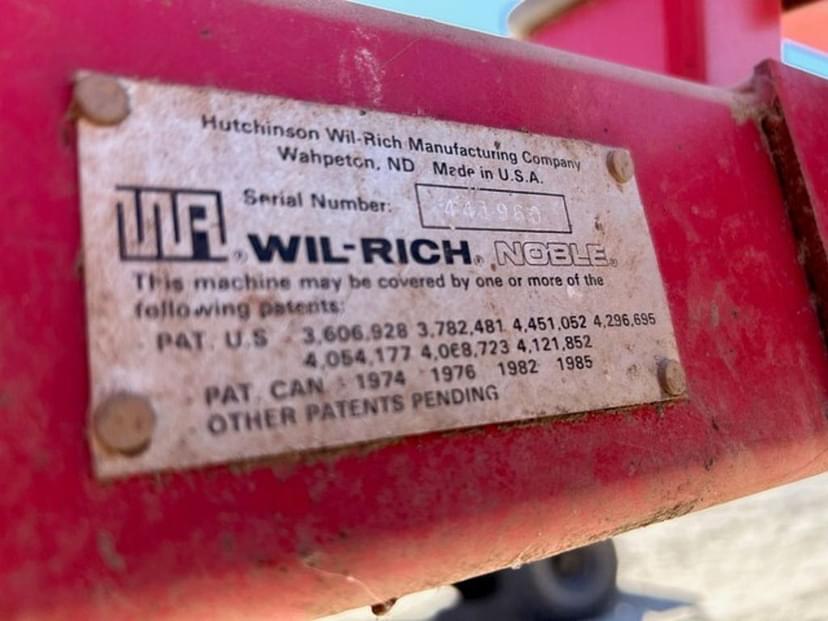 Hutchinson Wil-Rich Manufacturing Company
Wahpeton, ND Made in U.S.A.
Serial Number: 441960
WR® WIL-RICH® NOBLE®
This machine may be covered by one or more of the
following patents:
PAT. U.S 3,606,928 3,782,481 4,451,052 4,296,695
4,054,177 4,068,723 4,121,852
PAT. CAN 1974 1976 1982 1985
OTHER PATENTS PENDING